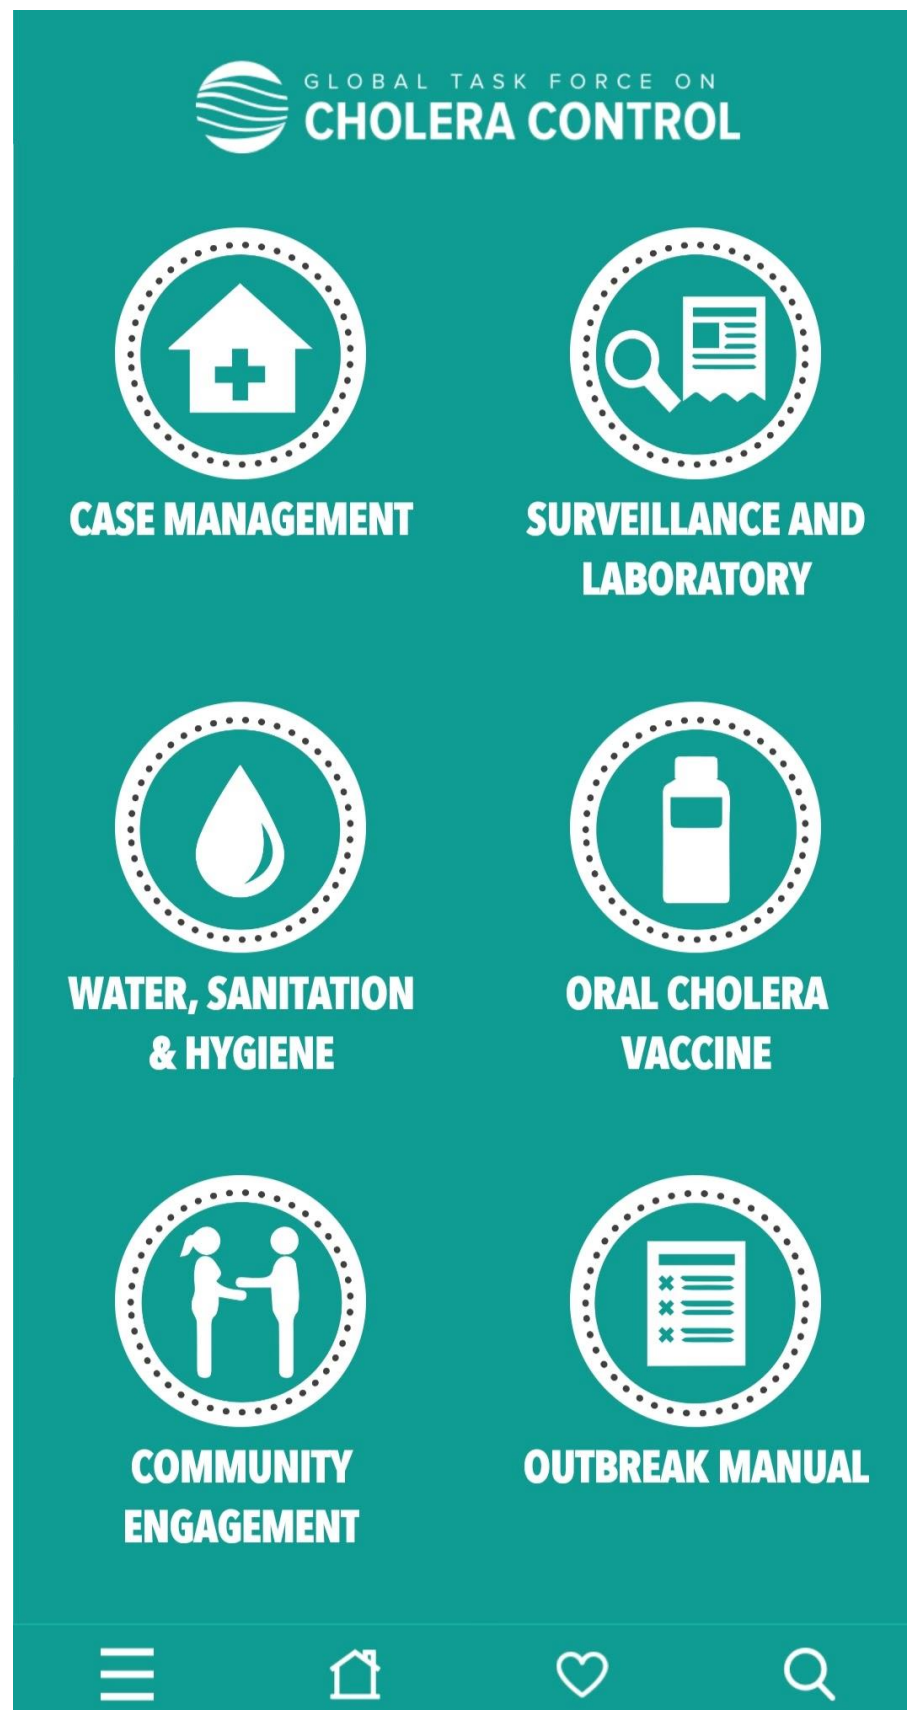 GLOBAL TASK FORCE ON
CHOLERA CONTROL
CASE MANAGEMENT
SURVEILLANCE AND
LABORATORY
WATER, SANITATION
& HYGIENE
ORAL CHOLERA
VACCINE
COMMUNITY
ENGAGEMENT
OUTBREAK MANUAL